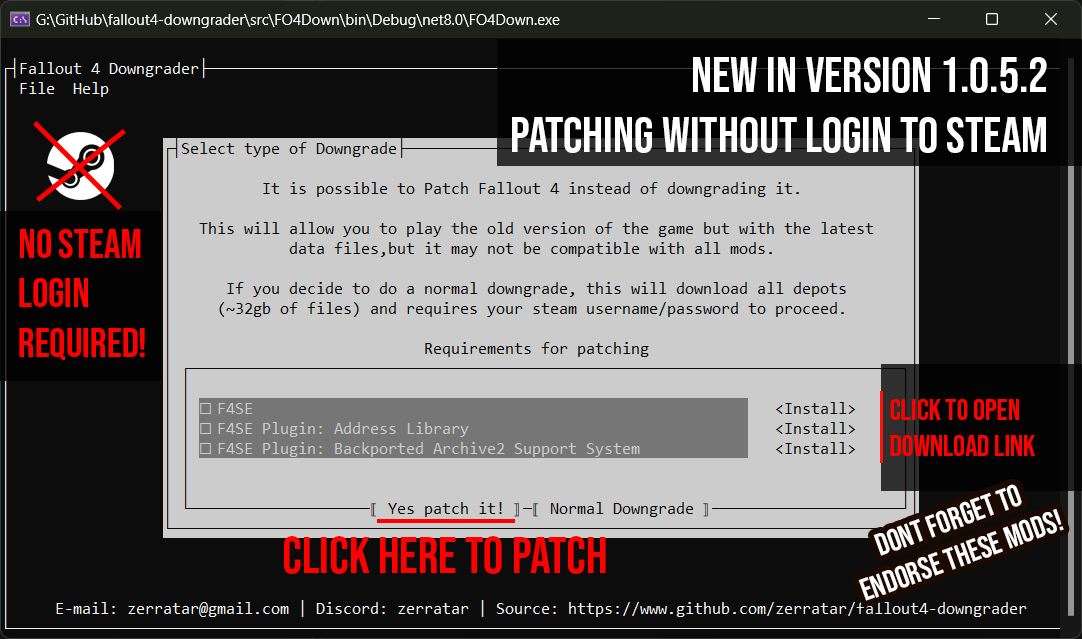 G:\GitHub\fallout4-downgrader\src\FO4Down\bin\Debug\net8.0\FO4Down.exe
Fallout 4 Downgrader
File Help
NEW IN VERSION 1.0.5.2
PATCHING WITHOUT LOGIN TO STEAM
NO STEAM
LOGIN
REQUIRED!
Select type of Downgrade
It is possible to Patch Fallout 4 instead of downgrading it.
This will allow you to play the old version of the game but with the latest
data files,but it may not be compatible with all mods.
If you decide to do a normal downgrade, this will download all depots
(~32gb of files) and requires your steam username/password to proceed.
Requirements for patching
F4SE <Install>
F4SE Plugin: Address Library <Install>
F4SE Plugin: Backported Archive2 Support System <Install>
CLICK TO OPEN
DOWNLOAD LINK
Yes patch it! Normal Downgrade
CLICK HERE TO PATCH
DONT FORGET TO
ENDORSE THESE MODS!
E-mail: zerratar@gmail.com | Discord: zerratar | Source: https://www.github.com/zerratar/fallout4-downgrader